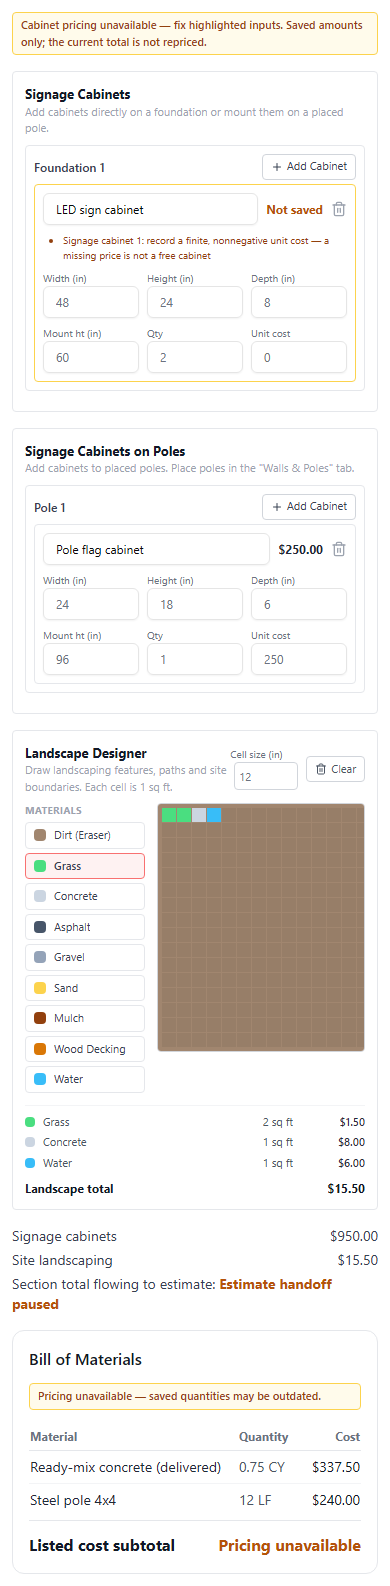 Cabinet pricing unavailable — fix highlighted inputs. Saved amounts
only; the current total is not repriced.
Signage Cabinets
Add cabinets directly on a foundation or mount them on a placed
pole.
Foundation 1
+ Add Cabinet
LED sign cabinet
Not saved
• Signage cabinet 1: record a finite, nonnegative unit cost — a
missing price is not a free cabinet
Width (in) Height (in) Depth (in)
48 24 8
Mount ht (in) Qty Unit cost
60 2 0
Signage Cabinets on Poles
Add cabinets to placed poles. Place poles in the "Walls & Poles" tab.
Pole 1
+ Add Cabinet
Pole flag cabinet
$250.00
Width (in) Height (in) Depth (in)
24 18 6
Mount ht (in) Qty Unit cost
96 1 250
Landscape Designer
Draw landscaping features, paths and site
boundaries. Each cell is 1 sq ft.
Cell size (in)
12
Clear
MATERIALS
Dirt (Eraser)
Grass
Concrete
Asphalt
Gravel
Sand
Mulch
Wood Decking
Water
Grass 2 sq ft $1.50
Concrete 1 sq ft $8.00
Water 1 sq ft $6.00
Landscape total $15.50
Signage cabinets $950.00
Site landscaping $15.50
Section total flowing to estimate: Estimate handoff
paused
Bill of Materials
Pricing unavailable — saved quantities may be outdated.
Material Quantity Cost
Ready-mix concrete (delivered) 0.75 CY $337.50
Steel pole 4x4 12 LF $240.00
Listed cost subtotal Pricing unavailable